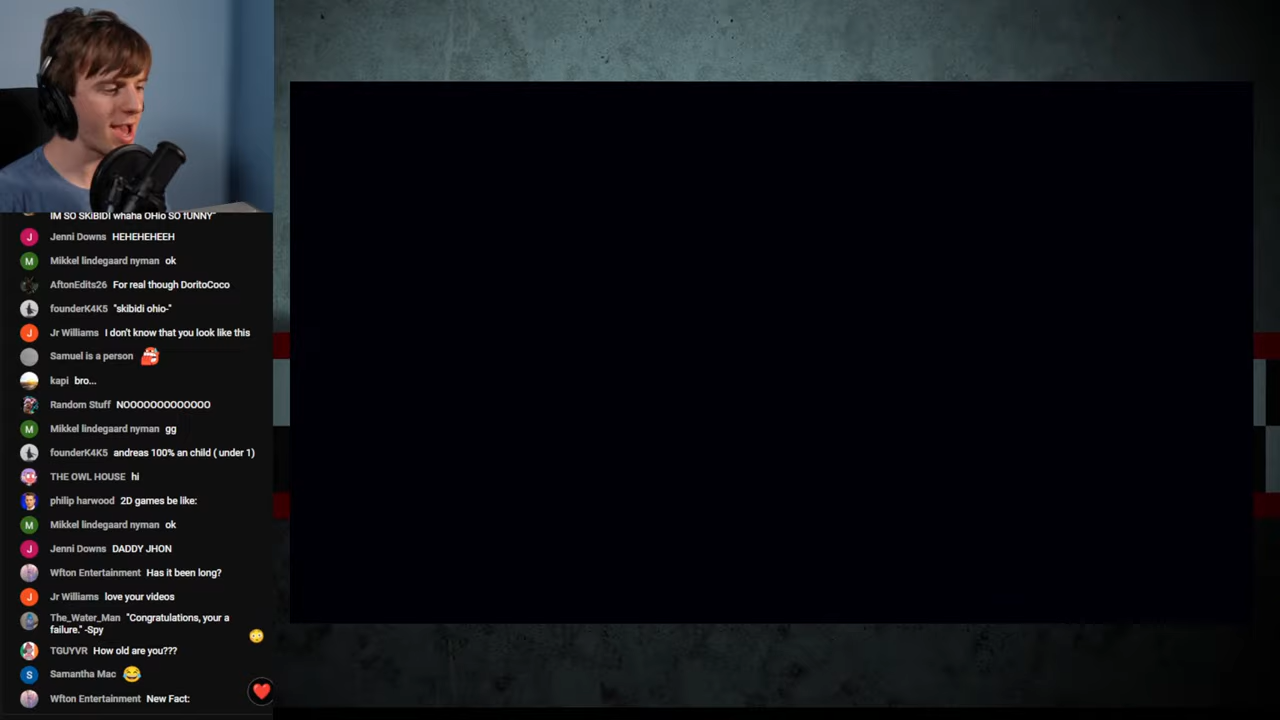 IM SO SKIBIDI whaha OHio SO fUNNY"
J Jenni Downs HEHEHEHEEH
M Mikkel lindegaard nyman ok
AftonEdits26 For real though DoritoCoco
founderK4K5 "skibidi ohio-"
J Jr Williams I don't know that you look like this
Samuel is a person
kapi bro...
Random Stuff NOOOOOOOOOOOO
M Mikkel lindegaard nyman gg
founderK4K5 andreas 100% an child ( under 1)
THE OWL HOUSE hi
philip harwood 2D games be like:
M Mikkel lindegaard nyman ok
J Jenni Downs DADDY JHON
Wfton Entertainment Has it been long?
J Jr Williams love your videos
The_Water_Man "Congratulations, your a
failure." -Spy
TGUYVR How old are you???
S Samantha Mac 😂
Wfton Entertainment New Fact: